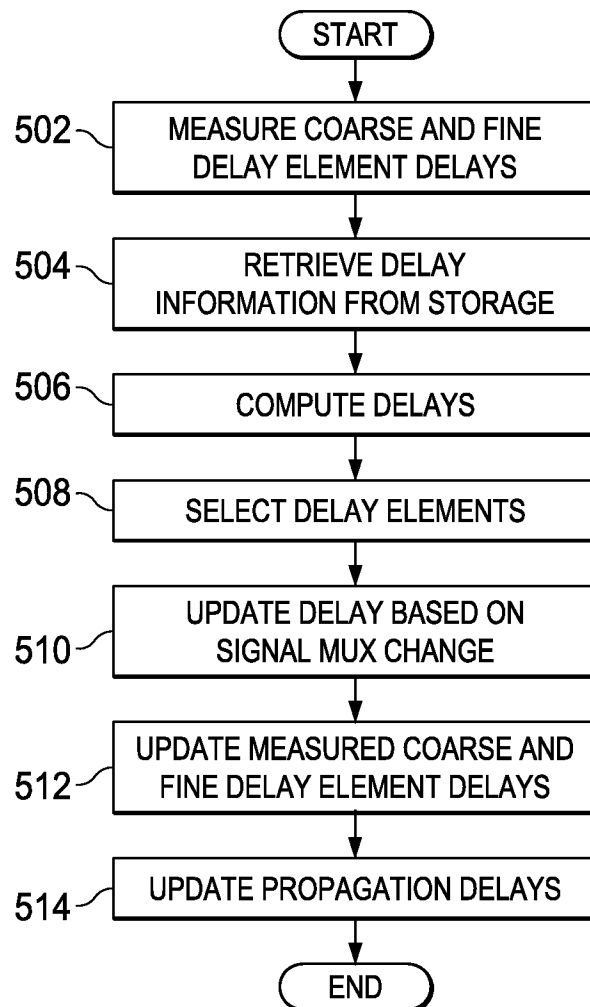 START
502
MEASURE COARSE AND FINE
DELAY ELEMENT DELAYS
504
RETRIEVE DELAY
INFORMATION FROM STORAGE
506
COMPUTE DELAYS
508
SELECT DELAY ELEMENTS
510
UPDATE DELAY BASED ON
SIGNAL MUX CHANGE
512
UPDATE MEASURED COARSE AND
FINE DELAY ELEMENT DELAYS
514
UPDATE PROPAGATION DELAYS
END